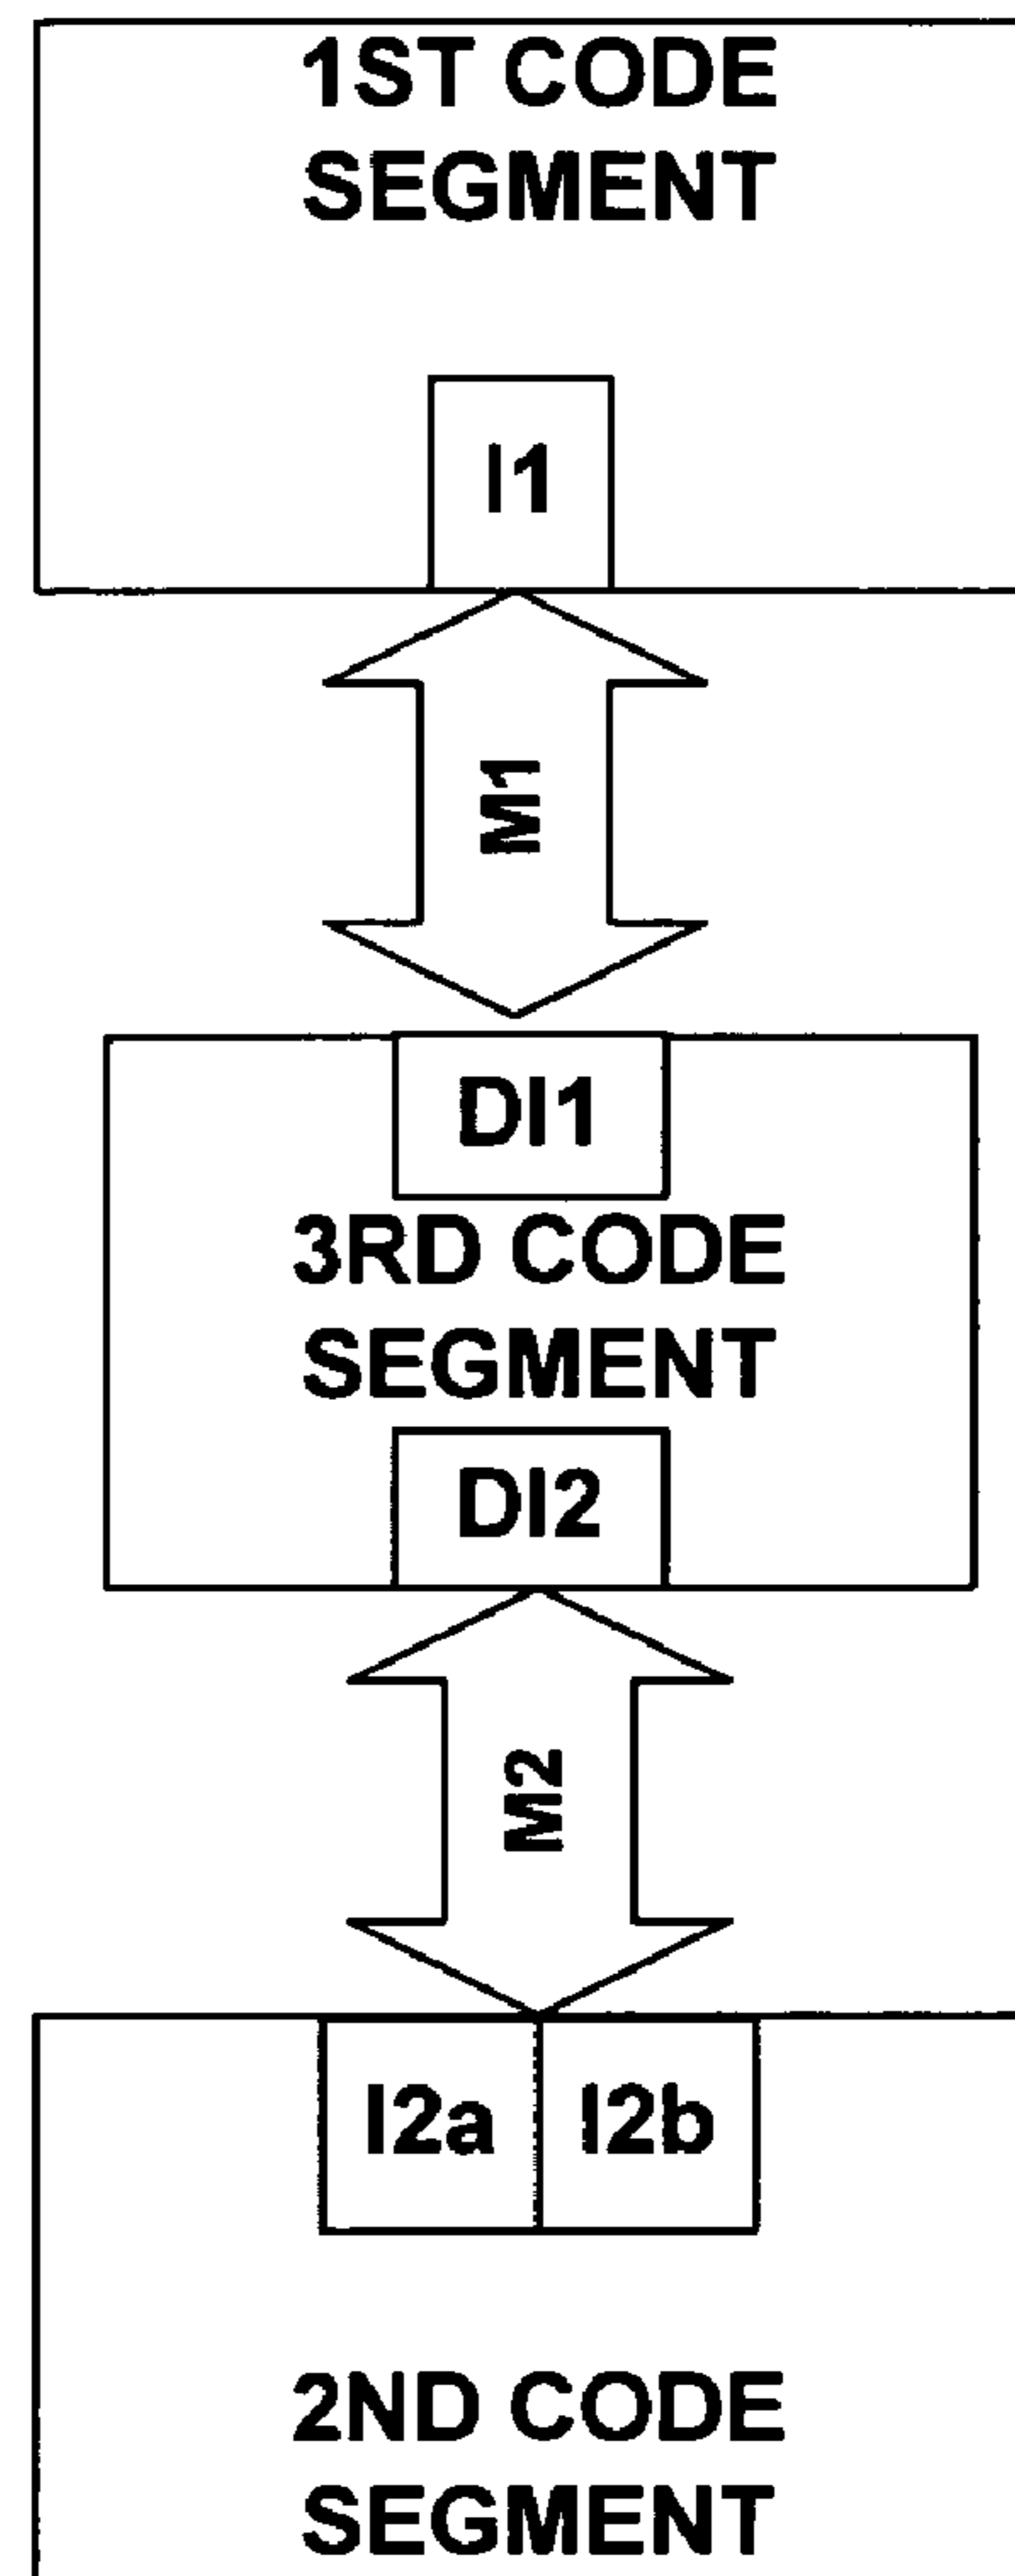 1ST CODE
SEGMENT
I1
M1
DI1
3RD CODE
SEGMENT
DI2
M2
I2a I2b
2ND CODE
SEGMENT